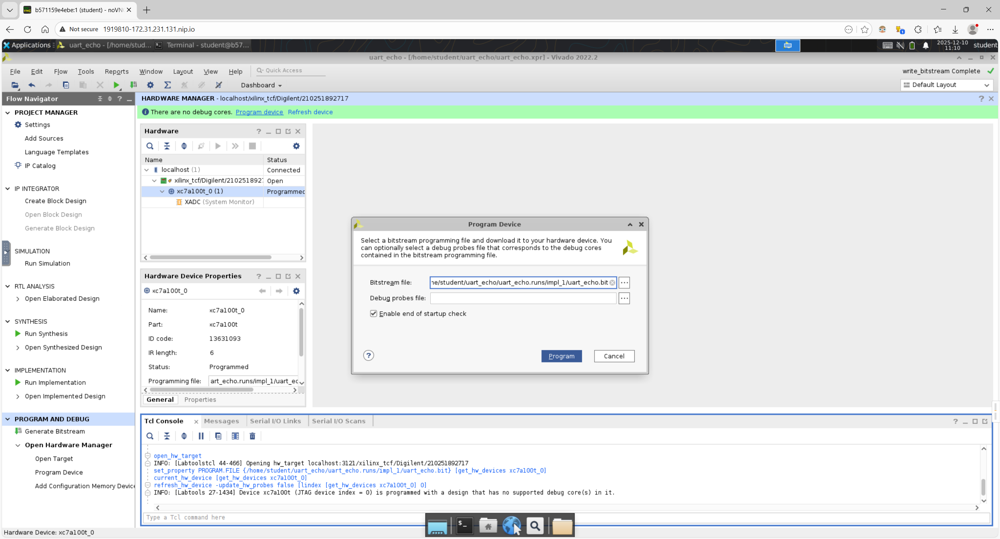 b571159e4ebe:1 (student) - noVN
Not secure 1919810-172.31.231.131.nip.io
Applications uart_echo - [/home/stud... Terminal - student@b57... 2025-12-10 student
11:10
uart_echo - [/home/student/uart_echo/uart_echo.xpr] - Vivado 2022.2
File Edit Flow Tools Reports Window Layout View Help Quick Access write_bitstream Complete
Dashboard Default Layout
Flow Navigator
PROJECT MANAGER
Settings
Add Sources
Language Templates
IP Catalog
IP INTEGRATOR
Create Block Design
Open Block Design
Generate Block Design
SIMULATION
Run Simulation
RTL ANALYSIS
Open Elaborated Design
SYNTHESIS
Run Synthesis
Open Synthesized Design
IMPLEMENTATION
Run Implementation
Open Implemented Design
PROGRAM AND DEBUG
Generate Bitstream
Open Hardware Manager
Open Target
Program Device
Add Configuration Memory Device
HARDWARE MANAGER - localhost/xilinx_tcf/Digilent/210251892717
There are no debug cores. Program device Refresh device
Hardware
Name Status
localhost (1) Connected
xilinx_tcf/Digilent/2102518927 Open
xc7a100t_0 (1) Programmed
XADC (System Monitor)
Hardware Device Properties
xc7a100t_0
Name: xc7a100t_0
Part: xc7a100t
ID code: 13631093
IR length: 6
Status: Programmed
Programming file: art_echo.runs/impl_1/uart_ec
General Properties
Program Device
Select a bitstream programming file and download it to your hardware device. You
can optionally select a debug probes file that corresponds to the debug cores
contained in the bitstream programming file.
Bitstream file: ne/student/uart_echo/uart_echo.runs/impl_1/uart_echo.bit
Debug probes file:
Enable end of startup check
Program Cancel
Tcl Console Messages Serial I/O Links Serial I/O Scans
open_hw_target
INFO: [Labtoolstcl 44-466] Opening hw_target localhost:3121/xilinx_tcf/Digilent/210251892717
set_property PROGRAM.FILE {/home/student/uart_echo/uart_echo.runs/impl_1/uart_echo.bit} [get_hw_devices xc7a100t_0]
current_hw_device [get_hw_devices xc7a100t_0]
refresh_hw_device -update_hw_probes false [lindex [get_hw_devices xc7a100t_0] 0]
INFO: [Labtools 27-1434] Device xc7a100t (JTAG device index = 0) is programmed with a design that has no supported debug core(s) in it.
Type a Tcl command here
Hardware Device: xc7a100t_0